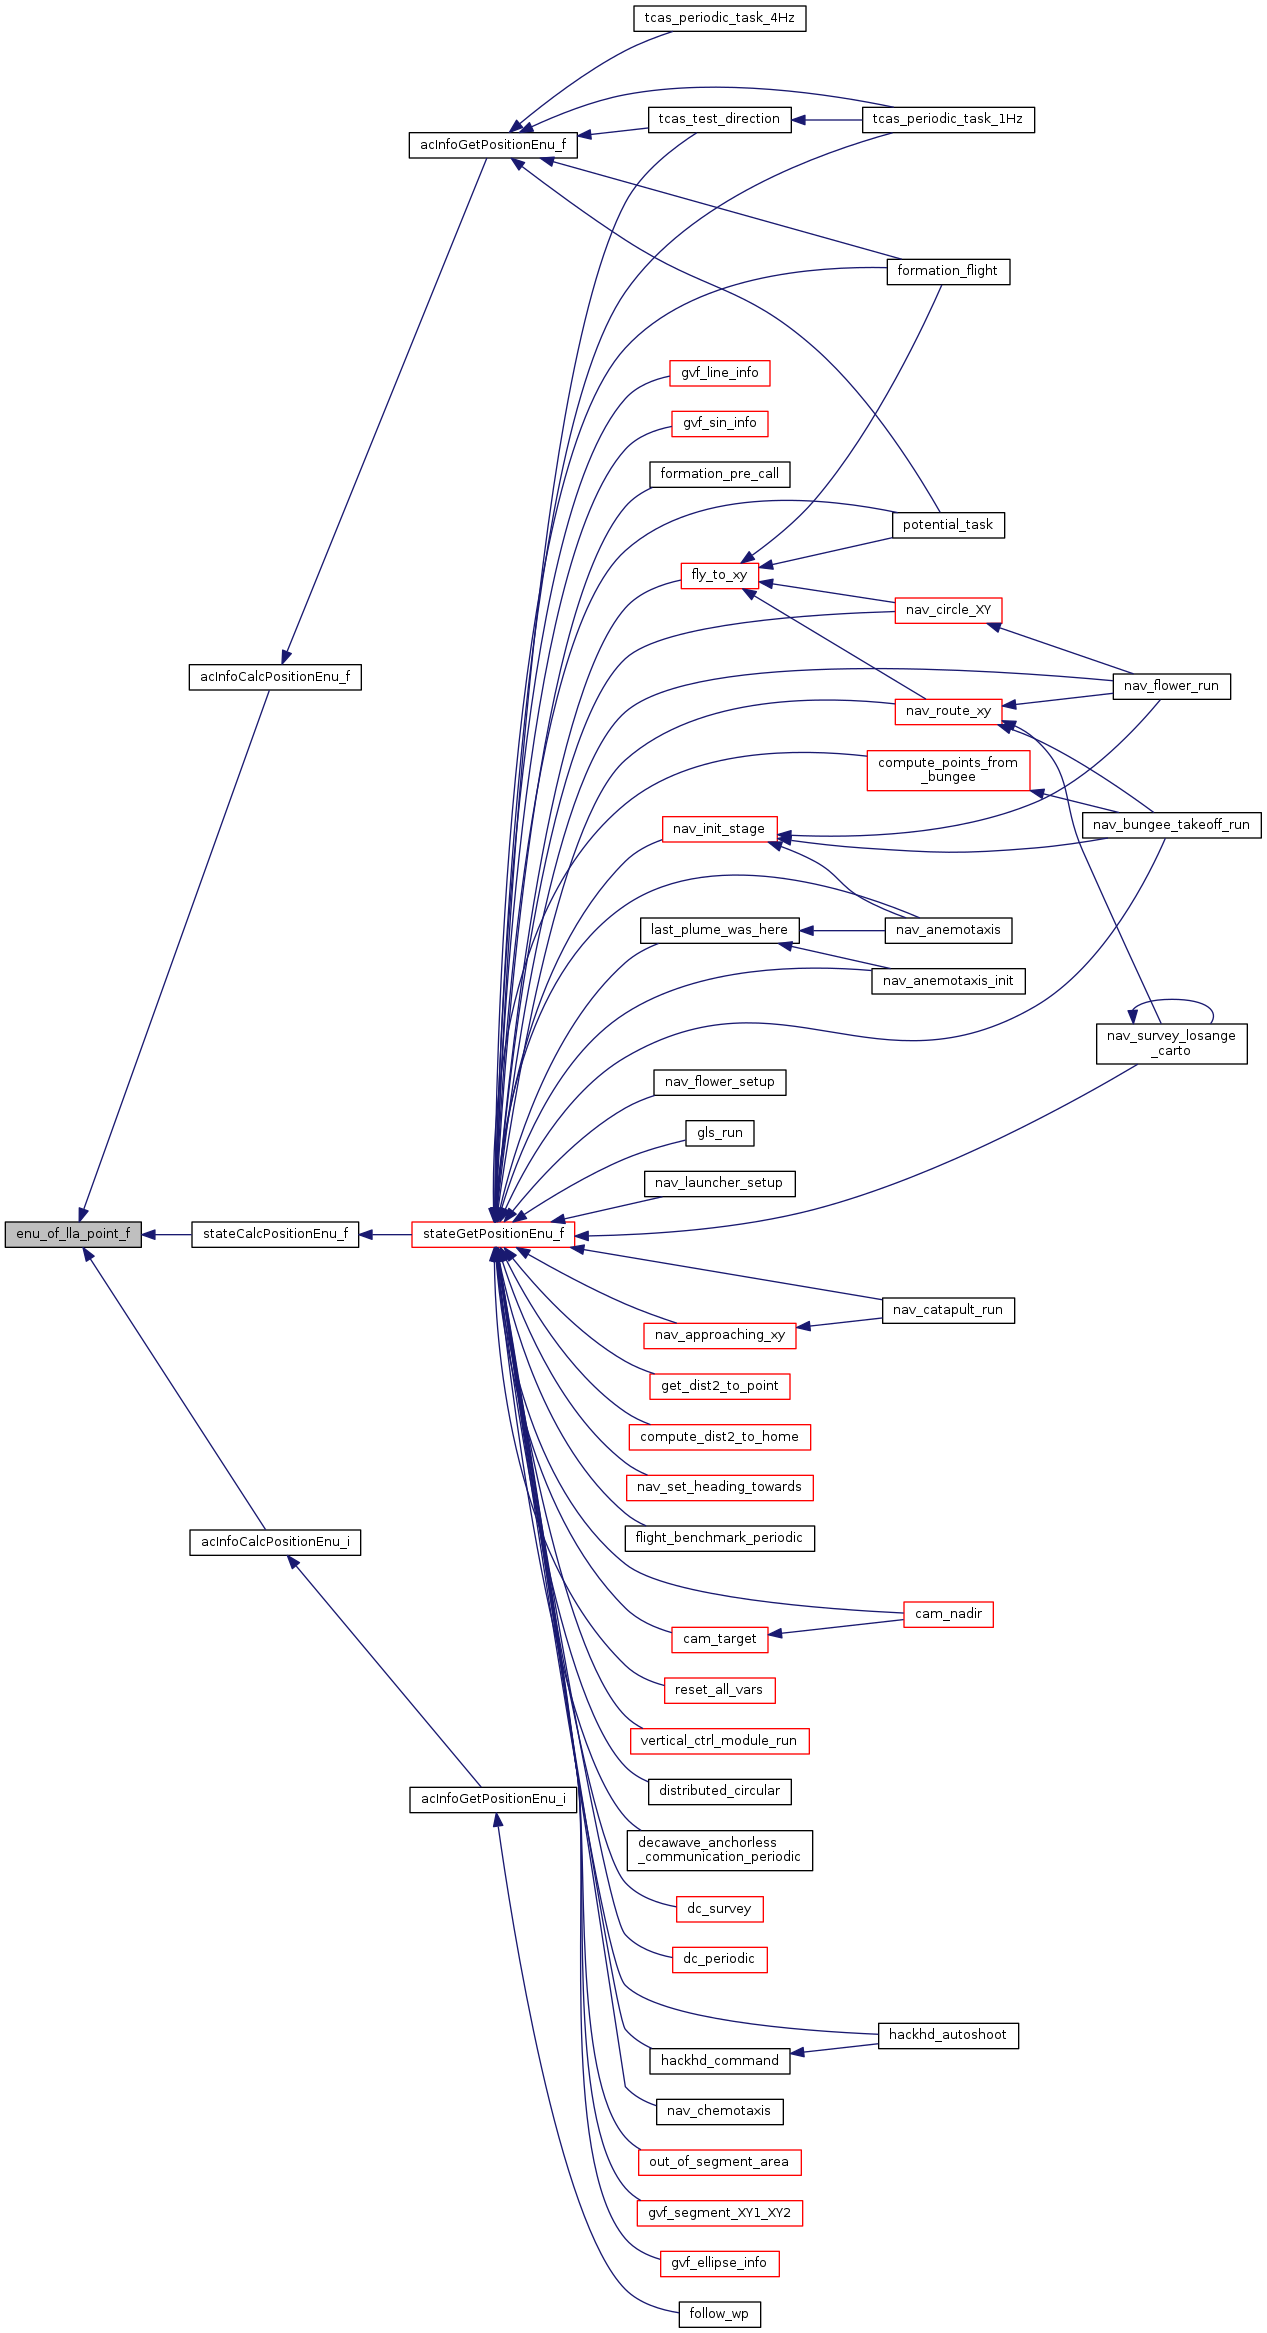 tcas_periodic_task_4Hz
tcas_test_direction
tcas_periodic_task_1Hz
acInfoGetPositionEnu_f
formation_flight
gvf_line_info
gvf_sin_info
formation_pre_call
potential_task
fly_to_xy
nav_circle_XY
acInfoCalcPositionEnu_f
nav_flower_run
nav_route_xy
compute_points_from
_bungee
nav_init_stage
nav_bungee_takeoff_run
last_plume_was_here
nav_anemotaxis
nav_anemotaxis_init
nav_survey_losange
_carto
nav_flower_setup
gls_run
nav_launcher_setup
enu_of_lla_point_f
stateCalcPositionEnu_f
stateGetPositionEnu_f
nav_catapult_run
nav_approaching_xy
get_dist2_to_point
compute_dist2_to_home
nav_set_heading_towards
flight_benchmark_periodic
acInfoCalcPositionEnu_i
cam_nadir
cam_target
reset_all_vars
vertical_ctrl_module_run
distributed_circular
acInfoGetPositionEnu_i
decawave_anchorless
_communication_periodic
dc_survey
dc_periodic
hackhd_autoshoot
hackhd_command
nav_chemotaxis
out_of_segment_area
gvf_segment_XY1_XY2
gvf_ellipse_info
follow_wp